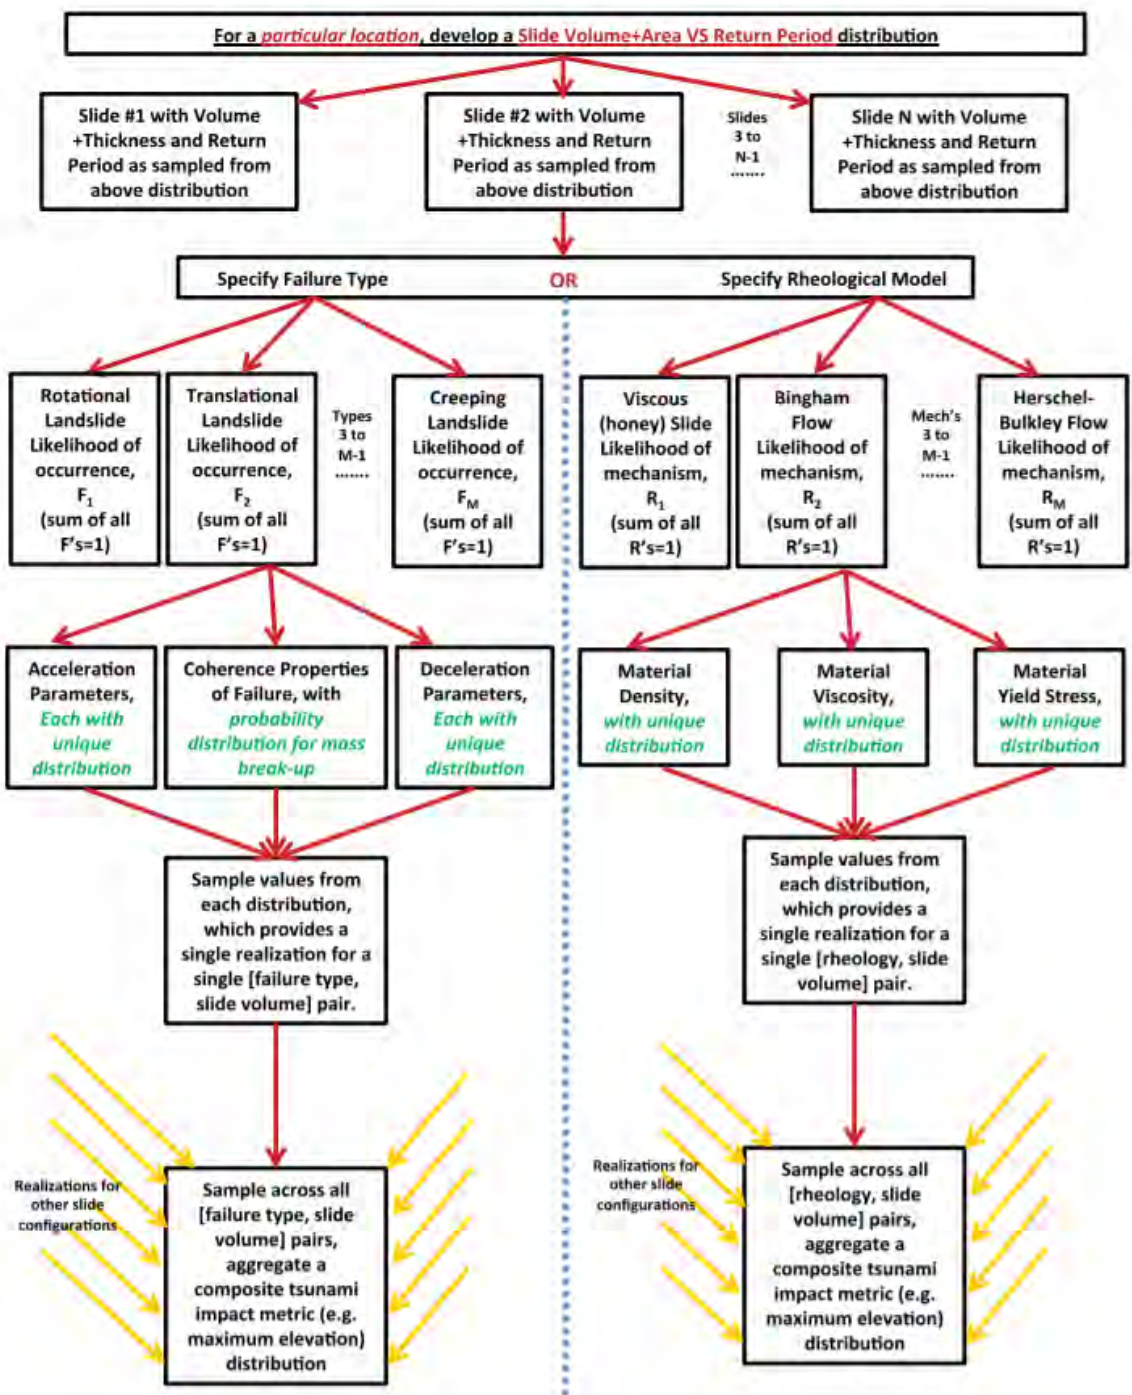 For a particular location, develop a Slide Volume+Area VS Return Period distribution
Slide #1 with Volume
+Thickness and Return
Period as sampled from
above distribution
Slide #2 with Volume
+Thickness and Return
Period as sampled from
above distribution
Slides
3 to
N-1
.......
Slide N with Volume
+Thickness and Return
Period as sampled from
above distribution
Specify Failure Type OR Specify Rheological Model
Rotational
Landslide
Likelihood of
occurrence,
F1
(sum of all
F's=1)
Translational
Landslide
Likelihood of
occurrence,
F2
(sum of all
F's=1)
Types
3 to
M-1
.......
Creeping
Landslide
Likelihood of
occurrence,
FM
(sum of all
F's=1)
Viscous
(honey) Slide
Likelihood of
mechanism,
R1
(sum of all
R's=1)
Bingham
Flow
Likelihood of
mechanism,
R2
(sum of all
R's=1)
Mech's
3 to
M-1
.......
Herschel-
Bulkley Flow
Likelihood of
mechanism,
RM
(sum of all
R's=1)
Acceleration
Parameters,
Each with
unique
distribution
Coherence Properties
of Failure, with
probability
distribution for mass
break-up
Deceleration
Parameters,
Each with
unique
distribution
Material
Density,
with unique
distribution
Material
Viscosity,
with unique
distribution
Material
Yield Stress,
with unique
distribution
Sample values from
each distribution,
which provides a
single realization for a
single [failure type,
slide volume] pair.
Sample values from
each distribution,
which provides a
single realization for a
single [rheology, slide
volume] pair.
Realizations for
other slide
configurations
Sample across all
[failure type, slide
volume] pairs,
aggregate a
composite tsunami
impact metric (e.g.
maximum elevation)
distribution
Realizations for
other slide
configurations
Sample across all
[rheology, slide
volume] pairs,
aggregate a
composite tsunami
impact metric (e.g.
maximum elevation)
distribution